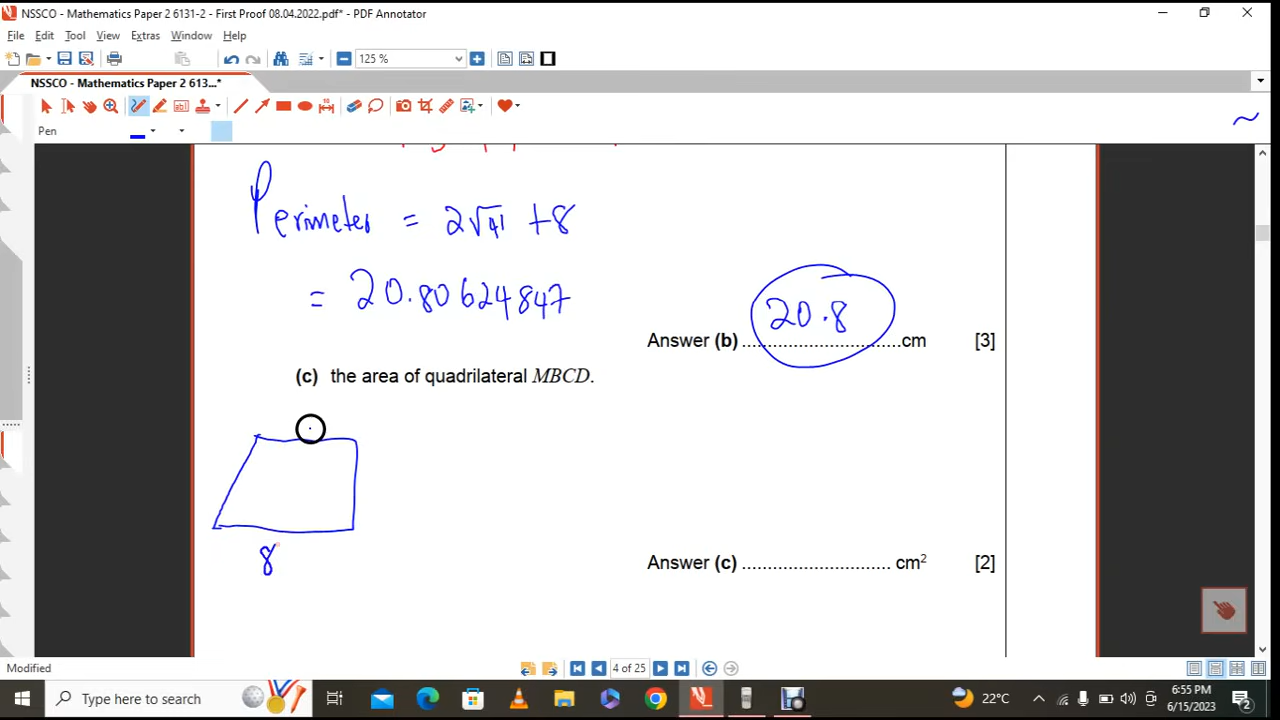 NSSCO - Mathematics Paper 2 6131-2 - First Proof 08.04.2022.pdf* - PDF Annotator
File Edit Tool View Extras Window Help
125 %
NSSCO - Mathematics Paper 2 613...*
Pen
Perimeter = 2√41 + 8
= 20.80624847
20.8
Answer (b) ..............................cm [3]
(c) the area of quadrilateral MBCD.
8
Answer (c) ............................ cm² [2]
4 of 25
Modified
Type here to search
22°C
6:55 PM
6/15/2023
2